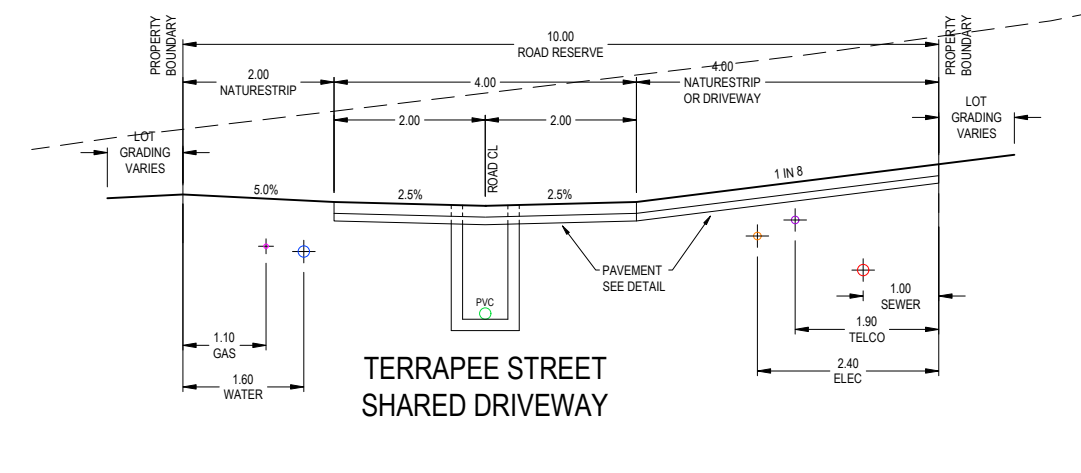 PROPERTY
BOUNDARY
10.00
ROAD RESERVE
PROPERTY
BOUNDARY
2.00
NATURESTRIP
4.00
4.00
NATURESTRIP
OR DRIVEWAY
LOT
GRADING
VARIES
2.00
2.00
ROAD CL
LOT
GRADING
VARIES
5.0%
2.5%
2.5%
1 IN 8
PAVEMENT
SEE DETAIL
PVC
1.00
SEWER
1.10
GAS
1.90
TELCO
1.60
WATER
2.40
ELEC
TERRAPEE STREET
SHARED DRIVEWAY